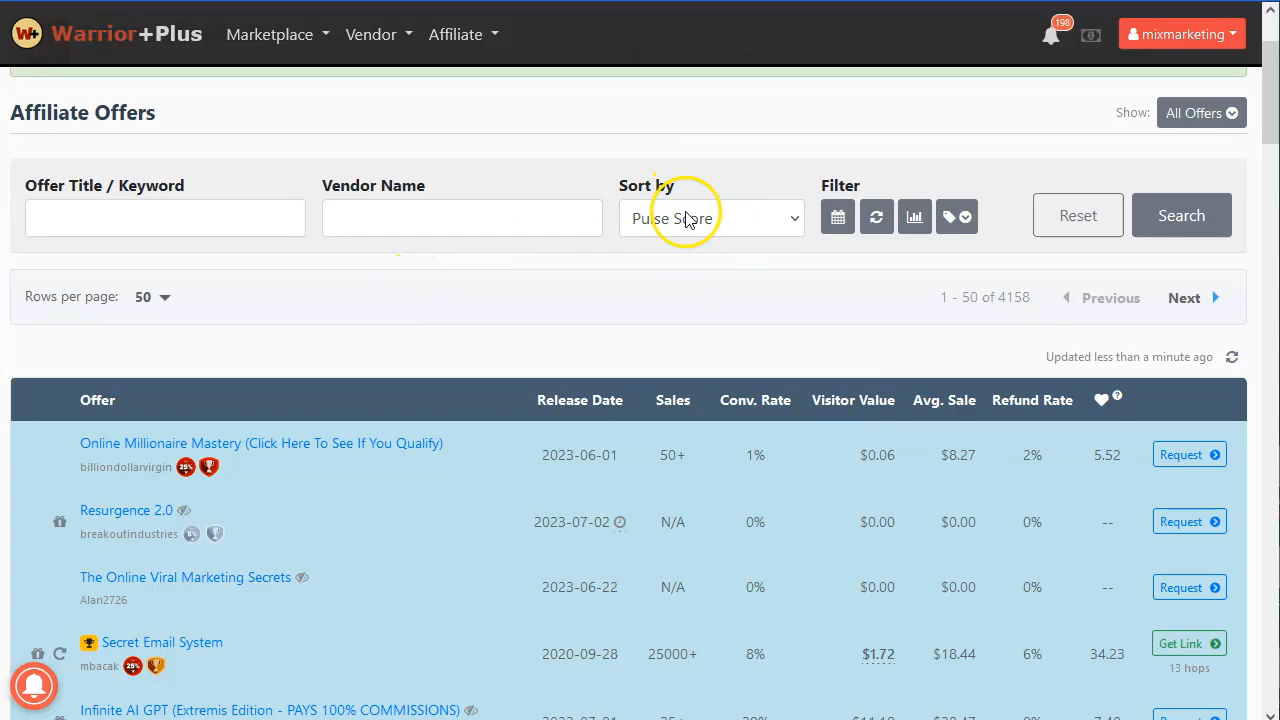 W+ Warrior+Plus Marketplace Vendor Affiliate 198 mixmarketing
Affiliate Offers Show: All Offers
Offer Title / Keyword Vendor Name Sort by Filter
Pulse Score Reset Search
Rows per page: 50 1 - 50 of 4158 Previous Next
Updated less than a minute ago
Offer Release Date Sales Conv. Rate Visitor Value Avg. Sale Refund Rate ?
Online Millionaire Mastery (Click Here To See If You Qualify)
billiondollarvirgin 25% 2023-06-01 50+ 1% $0.06 $8.27 2% 5.52 Request
Resurgence 2.0
breakoutindustries 2023-07-02 N/A 0% $0.00 $0.00 0% -- Request
The Online Viral Marketing Secrets
Alan2726 2023-06-22 N/A 0% $0.00 $0.00 0% -- Request
Secret Email System
mbacak 25% 2020-09-28 25000+ 8% $1.72 $18.44 6% 34.23 Get Link
13 hops
Infinite AI GPT (Extremis Edition - PAYS 100% COMMISSIONS)